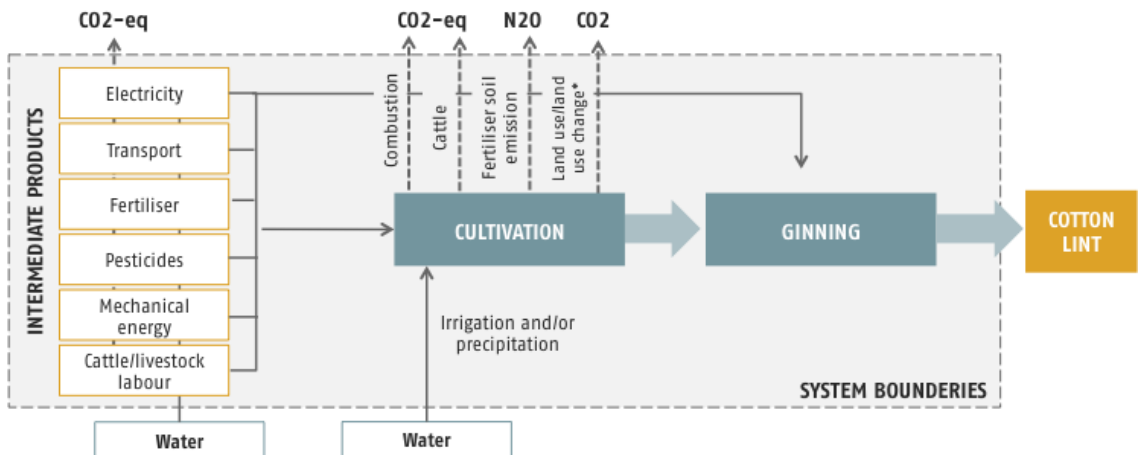 CO2-eq
CO2-eq
N2O
CO2
INTERMEDIATE PRODUCTS
Electricity
Transport
Fertiliser
Pesticides
Mechanical
energy
Cattle/livestock
labour
Combustion
Cattle
Fertiliser soil
emission
Land use/land
use change*
CULTIVATION
GINNING
COTTON
LINT
Irrigation and/or
precipitation
SYSTEM BOUNDERIES
Water
Water